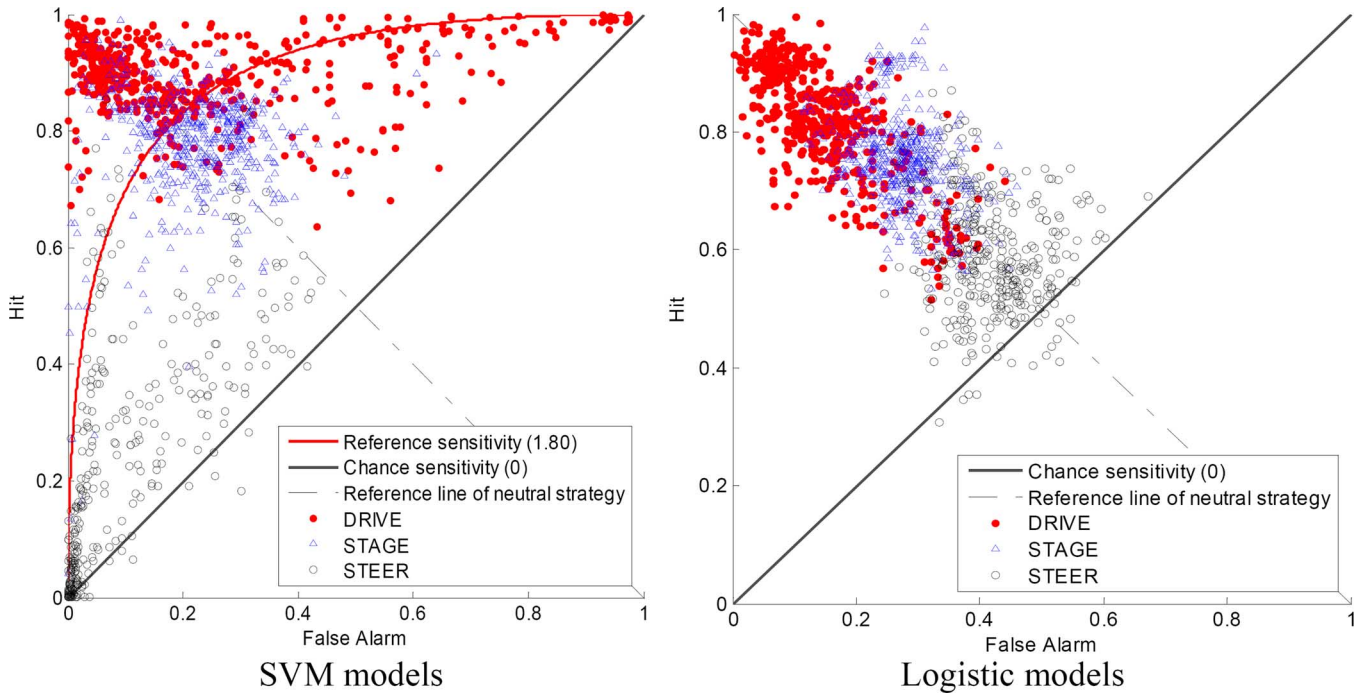 1
0.8
0.6
0.4
0.2
0
Hit
0
0.2
0.4
0.6
0.8
1
False Alarm
Reference sensitivity (1.80)
Chance sensitivity (0)
Reference line of neutral strategy
DRIVE
STAGE
STEER
SVM models
1
0.8
0.6
0.4
0.2
0
Hit
0
0.2
0.4
0.6
0.8
1
False Alarm
Chance sensitivity (0)
Reference line of neutral strategy
DRIVE
STAGE
STEER
Logistic models